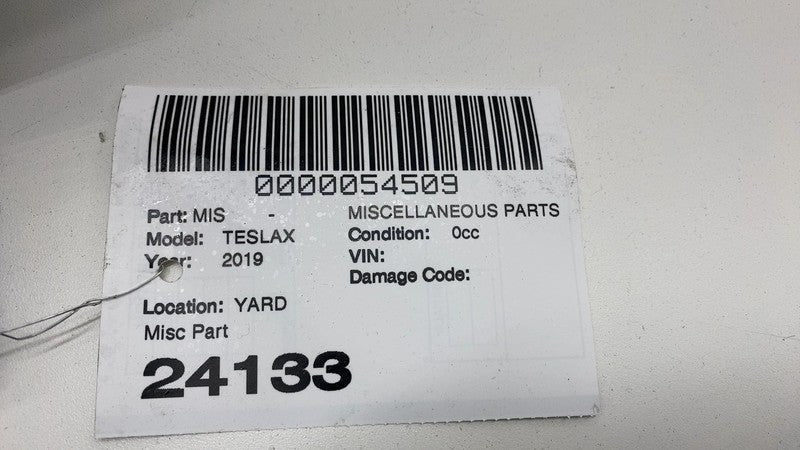 0000054509
Part: MIS - MISCELLANEOUS PARTS
Model: TESLAX Condition: 0cc
Year: 2019 VIN:
Damage Code:
Location: YARD
Misc Part
24133